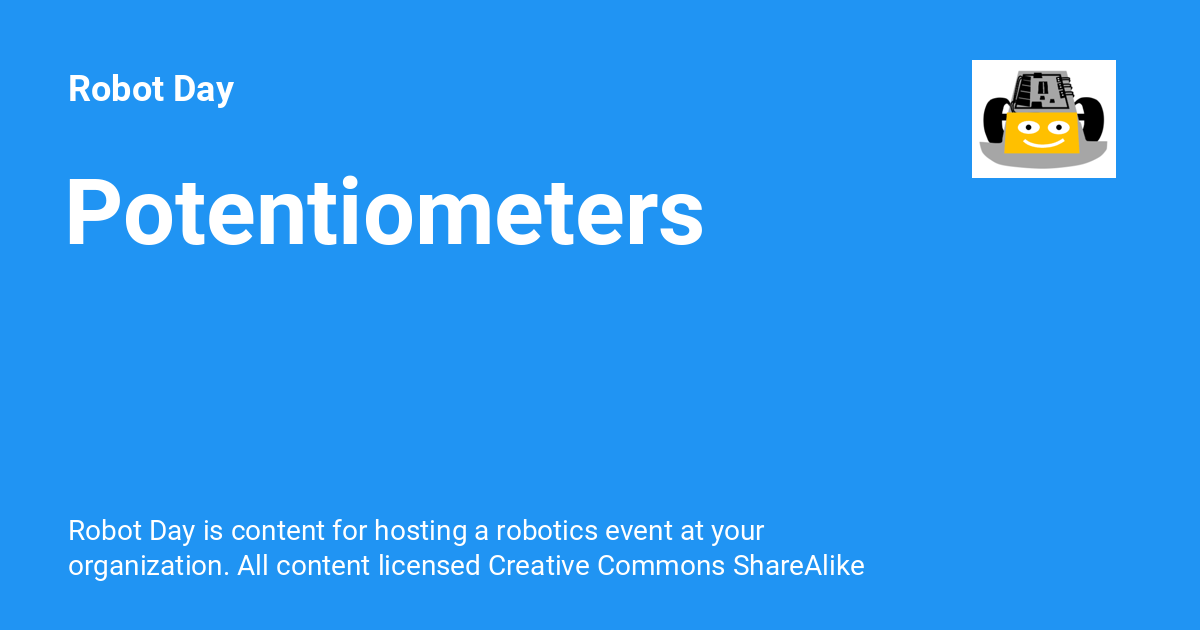 Robot Day
Potentiometers
Robot Day is content for hosting a robotics event at your
organization. All content licensed Creative Commons ShareAlike